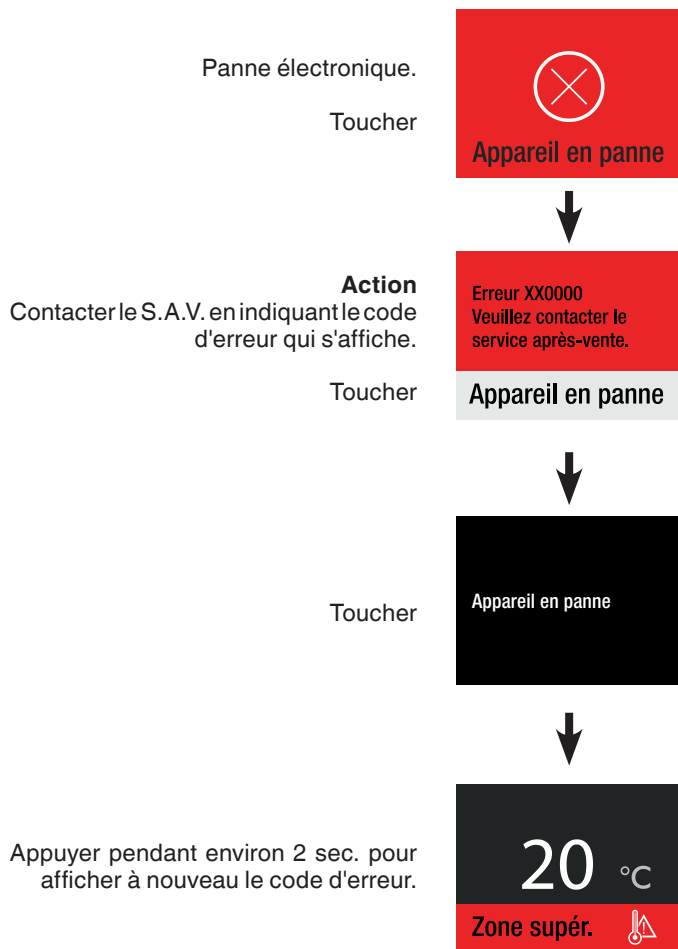 Panne électronique.
Toucher
Appareil en panne
Action
Contacter le S.A.V. en indiquant le code
d'erreur qui s'affiche.
Toucher
Erreur XX0000
Veuillez contacter le
service après-vente.
Appareil en panne
Toucher
Appareil en panne
Appuyer pendant environ 2 sec. pour
afficher à nouveau le code d'erreur.
20 °C
Zone supér.